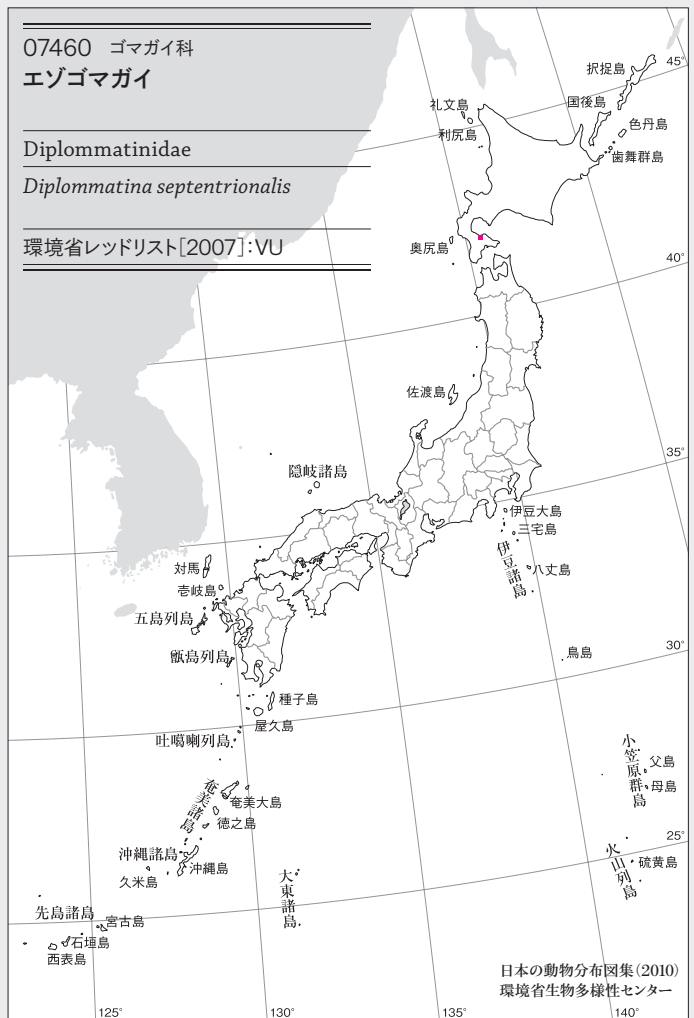 07460 ゴマガイ科
エゾゴマガイ
Diplommatinidae
Diplommatina septentrionalis
環境省レッドリスト[2007]:VU
択捉島
45°
礼文島
国後島
利尻島
色丹島
歯舞群島
奥尻島
40°
佐渡島
35°
隠岐諸島
伊豆大島
三宅島
伊豆諸島
八丈島
対馬
壱岐島
五島列島
甑島列島
鳥島
30°
種子島
屋久島
吐噶喇列島
小笠原群島
父島
母島
奄美諸島
奄美大島
徳之島
25°
沖縄諸島
沖縄島
久米島
火山列島
硫黄島
大東諸島
先島諸島
宮古島
石垣島
西表島
日本の動物分布図集(2010)
環境省生物多様性センター
125°
130°
135°
140°